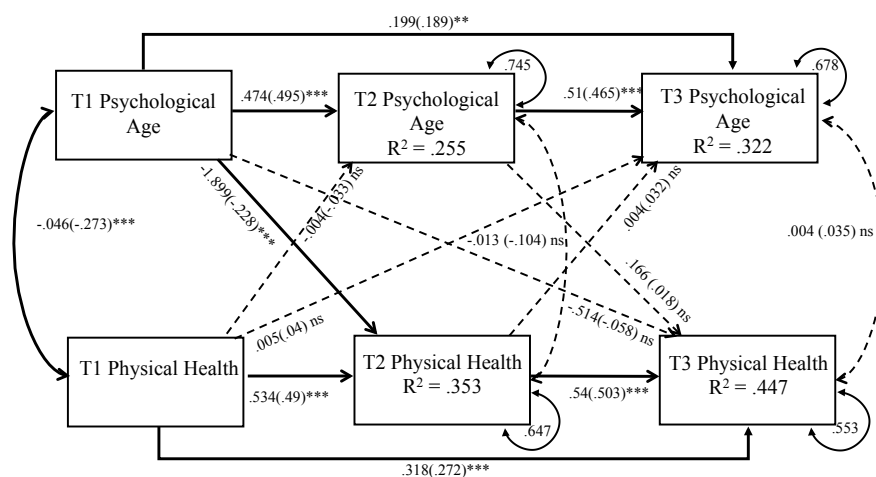 .199(.189)**
.745
.678
T1 Psychological
Age
.474(.495)***
T2 Psychological
Age
R² = .255
.51(.465)***
T3 Psychological
Age
R² = .322
-.046(-.273)***
-1.899(-.228)***
-.004(-.033) ns
-.013 (-.104) ns
.004(.032) ns
.004 (.035) ns
.166 (.018) ns
.005(.04) ns
-.514(-.058) ns
T1 Physical Health
.534(.49)***
T2 Physical Health
R² = .353
.54(.503)***
T3 Physical Health
R² = .447
.647
.553
.318(.272)***